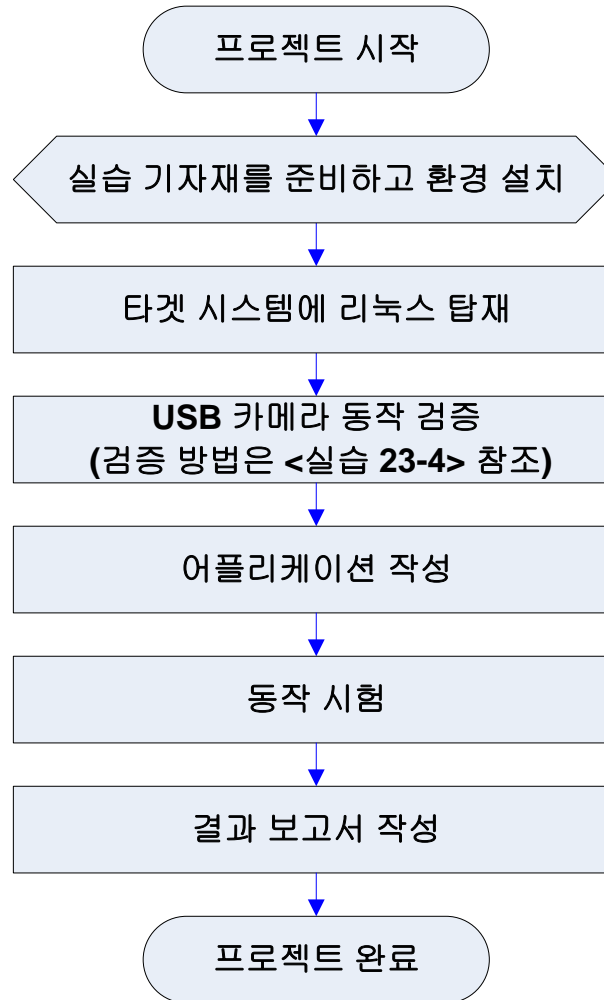 프로젝트 시작
실습 기자재를 준비하고 환경 설치
타겟 시스템에 리눅스 탑재
USB 카메라 동작 검증
(검증 방법은 <실습 23-4> 참조)
어플리케이션 작성
동작 시험
결과 보고서 작성
프로젝트 완료